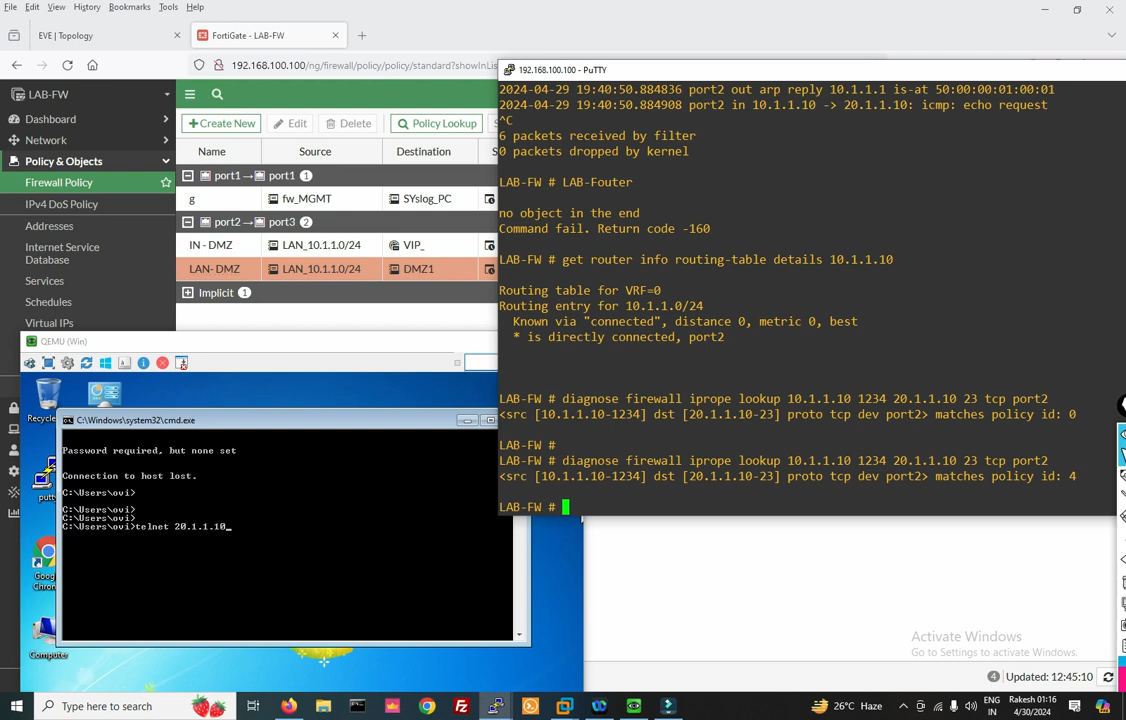 File Edit View History Bookmarks Tools Help
EVE | Topology
FortiGate - LAB-FW
192.168.100.100/ng/firewall/policy/policy/standard?showInLis
LAB-FW
Dashboard
Network
Policy & Objects
Firewall Policy
IPv4 DoS Policy
Addresses
Internet Service
Database
Services
Schedules
Virtual IPs
Create New Edit Delete Policy Lookup
Name Source Destination
port1 port1 1
g fw_MGMT SYslog_PC
port2 port3 2
IN - DMZ LAN_10.1.1.0/24 VIP_
LAN- DMZ LAN_10.1.1.0/24 DMZ1
Implicit 1
192.168.100.100 - PuTTY
2024-04-29 19:40:50.884836 port2 out arp reply 10.1.1.1 is-at 50:00:00:01:00:01
2024-04-29 19:40:50.884908 port2 in 10.1.1.10 -> 20.1.1.10: icmp: echo request
^C
6 packets received by filter
0 packets dropped by kernel
LAB-FW # LAB-Fouter
no object in the end
Command fail. Return code -160
LAB-FW # get router info routing-table details 10.1.1.10
Routing table for VRF=0
Routing entry for 10.1.1.0/24
Known via "connected", distance 0, metric 0, best
* is directly connected, port2
LAB-FW # diagnose firewall iprope lookup 10.1.1.10 1234 20.1.1.10 23 tcp port2
<src [10.1.1.10-1234] dst [20.1.1.10-23] proto tcp dev port2> matches policy id: 0
LAB-FW #
LAB-FW # diagnose firewall iprope lookup 10.1.1.10 1234 20.1.1.10 23 tcp port2
<src [10.1.1.10-1234] dst [20.1.1.10-23] proto tcp dev port2> matches policy id: 4
LAB-FW #
QEMU (Win)
Recycle
putty
Goog
Chron
Computer
C:\Windows\system32\cmd.exe
Password required, but none set
Connection to host lost.
C:\Users\ovi>
C:\Users\ovi>
C:\Users\ovi>
C:\Users\ovi>telnet 20.1.1.10_
Activate Windows
Go to Settings to activate Windows.
4 Updated: 12:45:10
Type here to search
26°C Haze
ENG
IN
Rakesh 01:16
4/30/2024